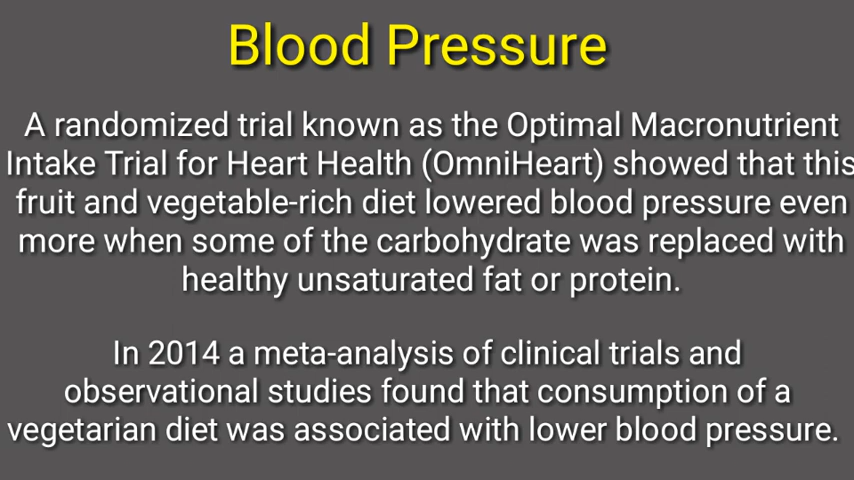 Blood Pressure
A randomized trial known as the Optimal Macronutrient
Intake Trial for Heart Health (OmniHeart) showed that this
fruit and vegetable-rich diet lowered blood pressure even
more when some of the carbohydrate was replaced with
healthy unsaturated fat or protein.
In 2014 a meta-analysis of clinical trials and
observational studies found that consumption of a
vegetarian diet was associated with lower blood pressure.